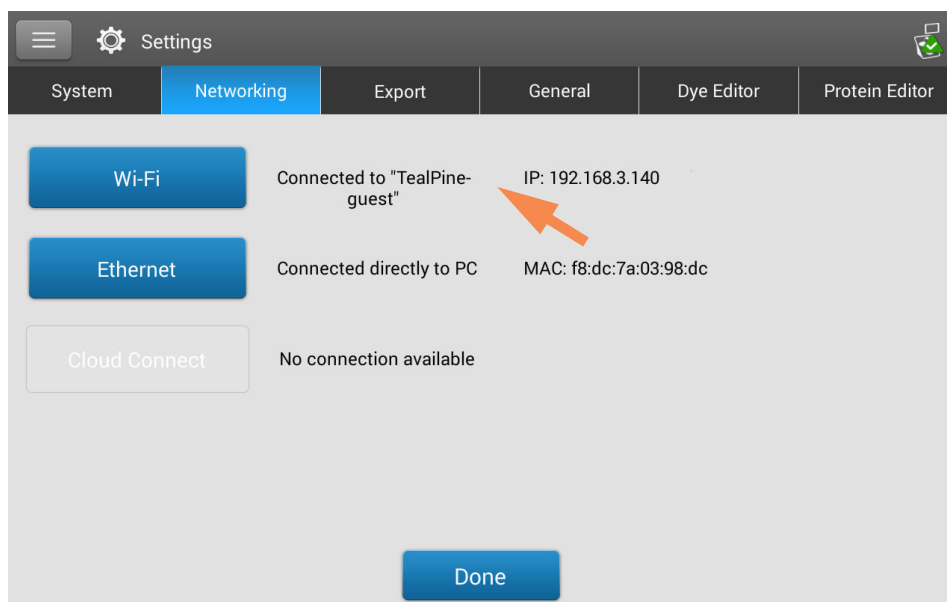 Settings
System Networking Export General Dye Editor Protein Editor
Wi-Fi Connected to "TealPine- IP: 192.168.3.140
guest"
Ethernet Connected directly to PC MAC: f8:dc:7a:03:98:dc
Cloud Connect No connection available
Done